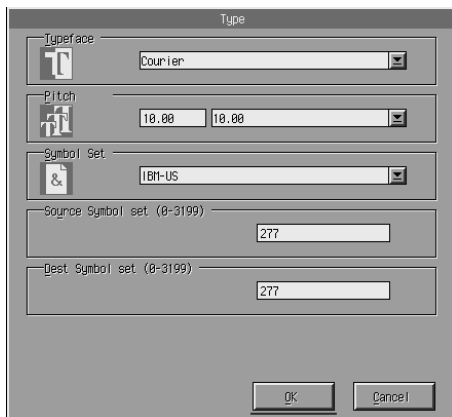 Type
Typeface
Courier
Pitch
10.00 10.00
Symbol Set
IBM-US
Source Symbol set (0-3199)
277
Dest Symbol set (0-3199)
277
OK Cancel